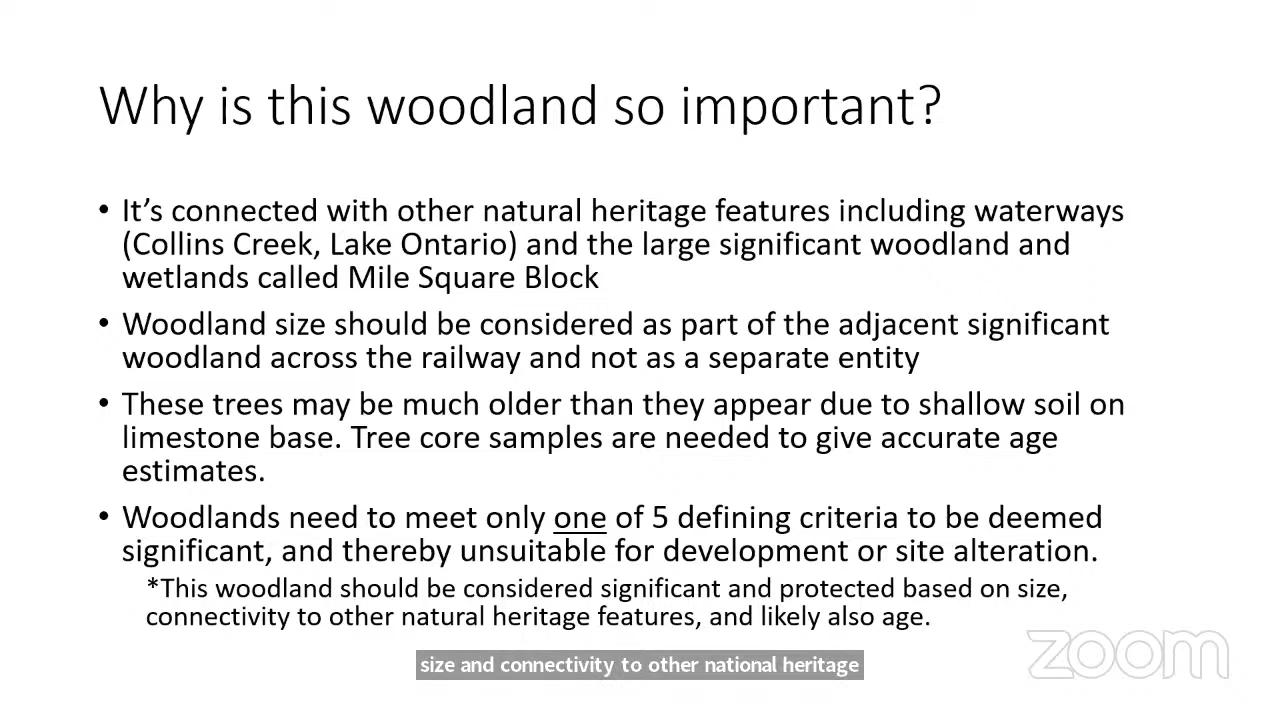 Why is this woodland so important?
• It's connected with other natural heritage features including waterways
(Collins Creek, Lake Ontario) and the large significant woodland and
wetlands called Mile Square Block
• Woodland size should be considered as part of the adjacent significant
woodland across the railway and not as a separate entity
• These trees may be much older than they appear due to shallow soil on
limestone base. Tree core samples are needed to give accurate age
estimates.
• Woodlands need to meet only one of 5 defining criteria to be deemed
significant, and thereby unsuitable for development or site alteration.
*This woodland should be considered significant and protected based on size,
connectivity to other natural heritage features, and likely also age.
zoom
size and connectivity to other national heritage